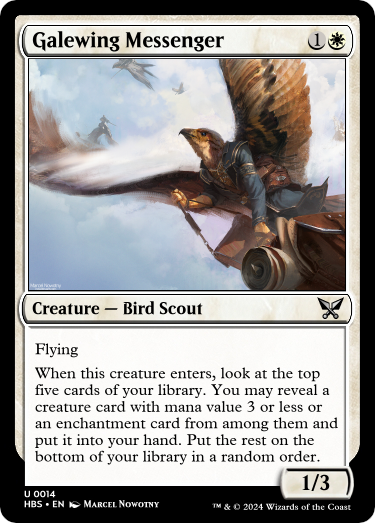 Galewing Messenger 1
Marcel Nowotny
Creature — Bird Scout
Flying
When this creature enters, look at the top
five cards of your library. You may reveal a
creature card with mana value 3 or less or
an enchantment card from among them and
put it into your hand. Put the rest on the
bottom of your library in a random order.
1/3
U 0014
HBS • EN Marcel Nowotny
™ & © 2024 Wizards of the Coast